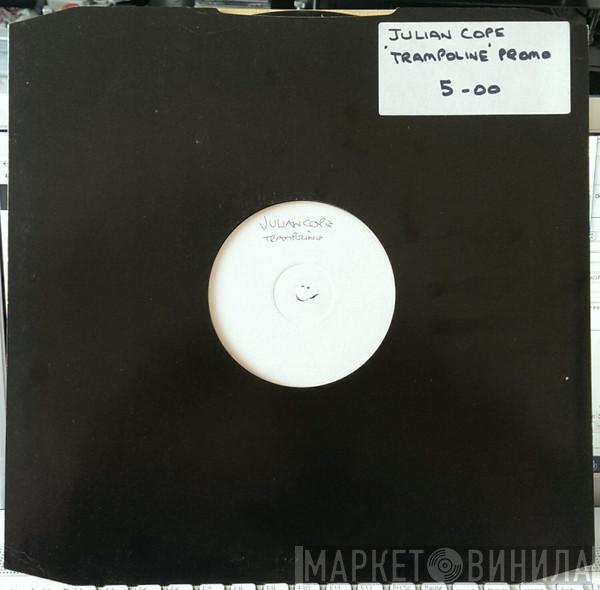 JULIAN COPE
'TRAMPOLINE' PROMO
5-00
JULIAN COPE
TRAMPOLINE
МАРКЕТ ВИНИЛА